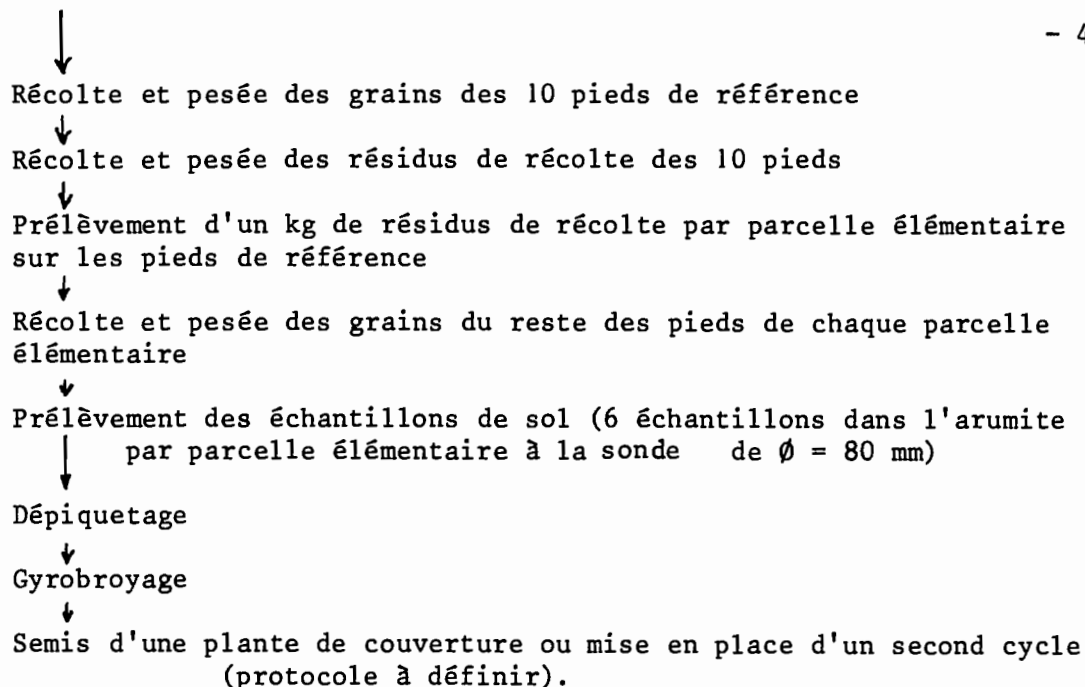 - 4
Récolte et pesée des grains des 10 pieds de référence
Récolte et pesée des résidus de récolte des 10 pieds
Prélèvement d'un kg de résidus de récolte par parcelle élémentaire
sur les pieds de référence
Récolte et pesée des grains du reste des pieds de chaque parcelle
élémentaire
Prélèvement des échantillons de sol (6 échantillons dans l'arumite
par parcelle élémentaire à la sonde de ø = 80 mm)
Dépiquetage
Gyrobroyage
Semis d'une plante de couverture ou mise en place d'un second cycle
(protocole à définir).